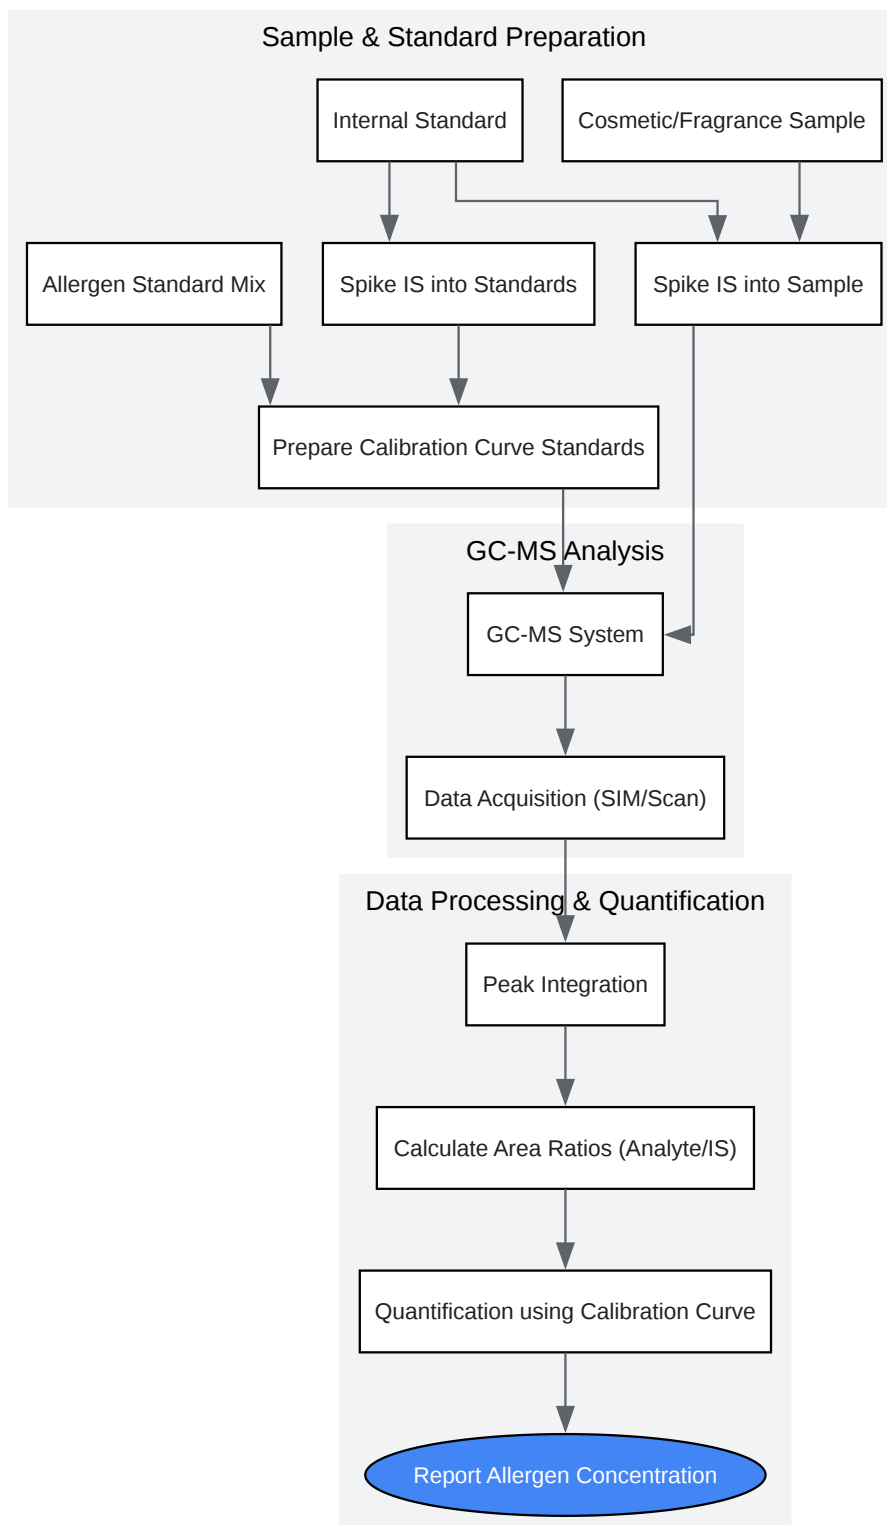 Sample & Standard Preparation
Internal Standard
Cosmetic/Fragrance Sample
Allergen Standard Mix
Spike IS into Standards
Spike IS into Sample
Prepare Calibration Curve Standards
GC-MS Analysis
GC-MS System
Data Acquisition (SIM/Scan)
Data Processing & Quantification
Peak Integration
Calculate Area Ratios (Analyte/IS)
Quantification using Calibration Curve
Report Allergen Concentration